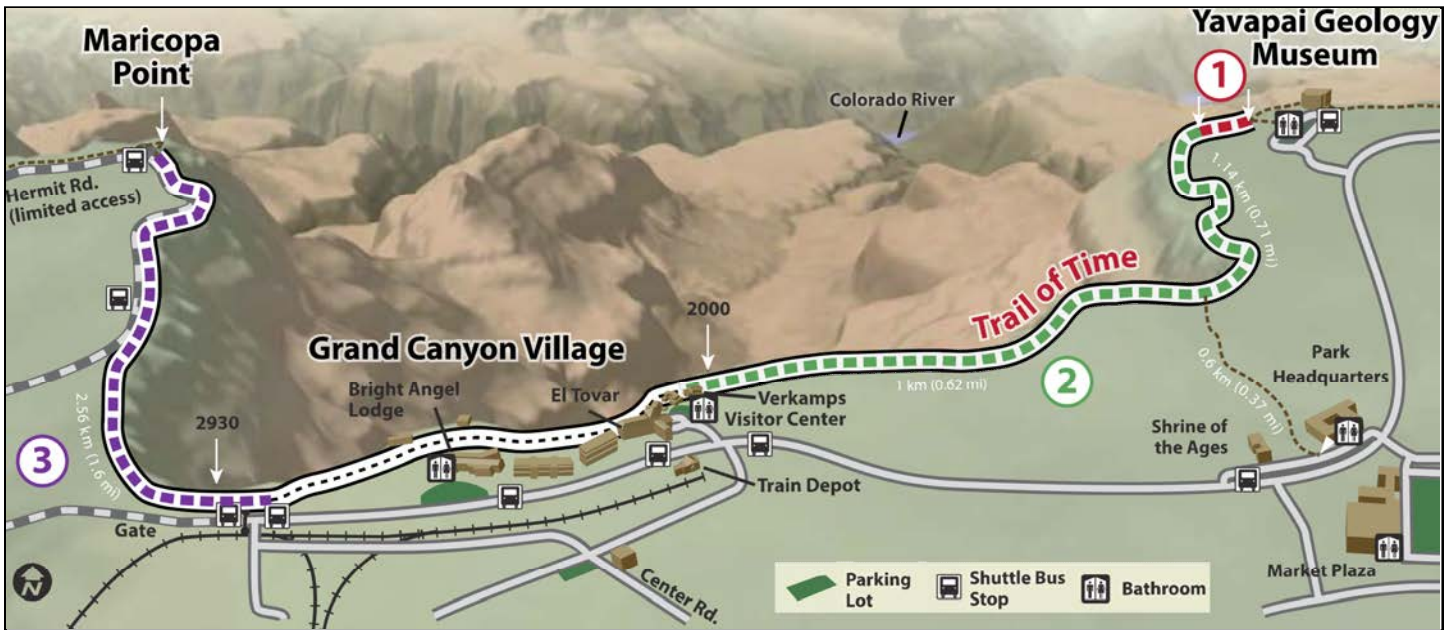 Maricopa
Point
Yavapai Geology
Museum
1
Colorado River
Hermit Rd.
(limited access)
1.14 km (0.71 mi)
Trail of Time
2000
Grand Canyon Village
Bright Angel
Lodge
El Tovar
Verkamps
Visitor Center
1 km (0.62 mi)
2
0.6 km (0.37 mi)
Park
Headquarters
Shrine of
the Ages
2930
3
2.56 km (1.6 mi)
Train Depot
Gate
Center Rd.
Market Plaza
N
Parking
Lot
Shuttle Bus
Stop
Bathroom